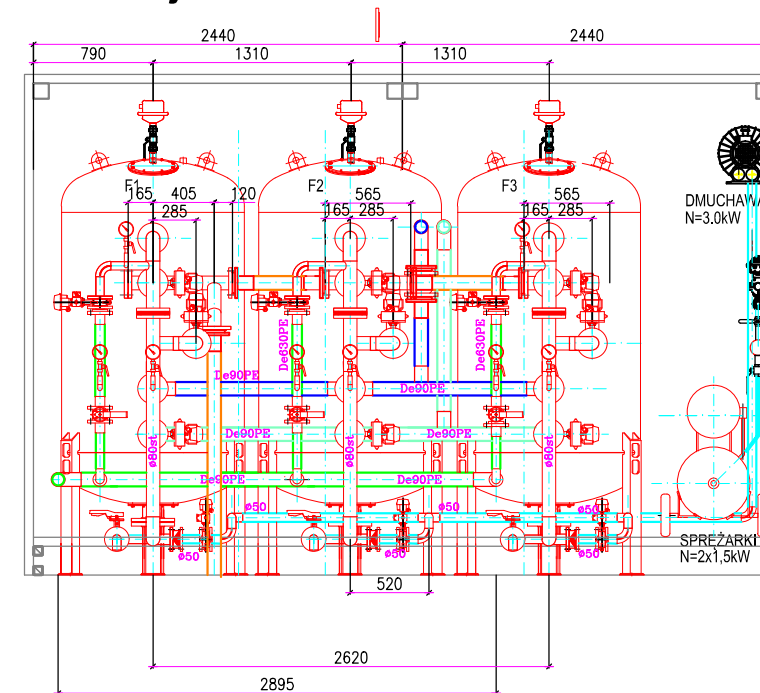 2440 2440
790 1310 1310
F1 F2 F3
165 405 120 565 565
285 165 285 165 285
DMUCHAWA
N=3.0kW
De630PE De630PE
De90PE De90PE
De90PE De90PE
ø80st ø80st ø80st
De90PE De90PE
ø50 ø50 ø50
ø50 ø50 ø50
SPRĘŻARKI
N=2x1,5kW
520
2620
2895